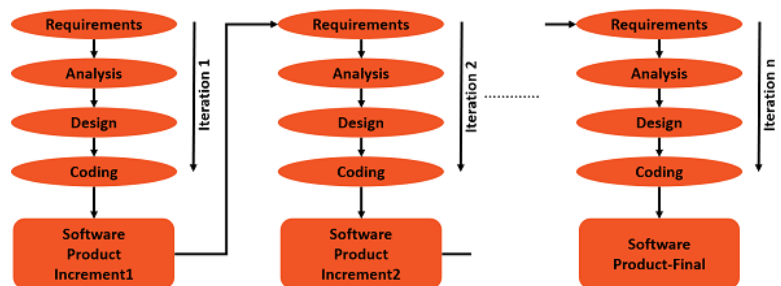 Requirements
Analysis
Design
Coding
Software
Product
Increment1
Iteration 1
Requirements
Analysis
Design
Coding
Software
Product
Increment2
Iteration 2
Requirements
Analysis
Design
Coding
Software
Product-Final
Iteration n